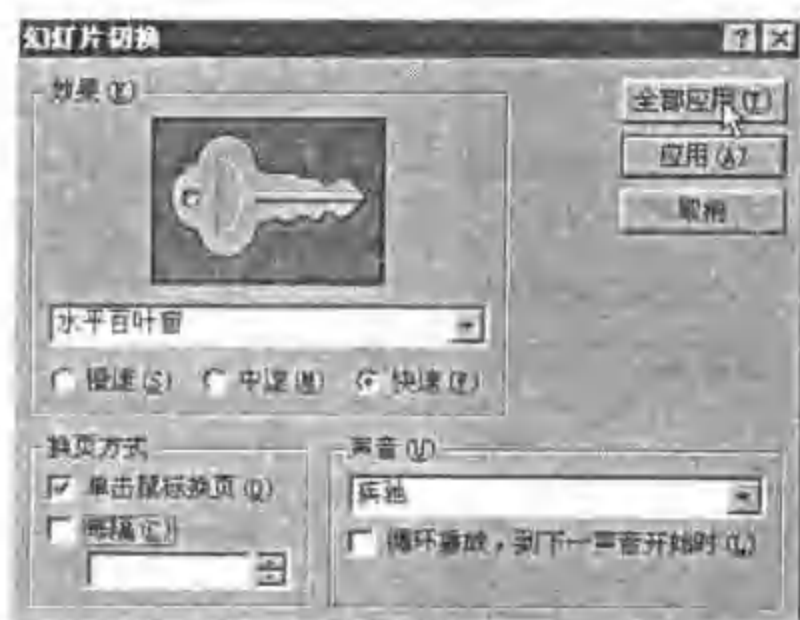 幻灯片切换
效果(E)
全部应用(T)
应用(A)
取消
水平百叶窗
慢速(S) 中速(M) 快速(F)
换页方式
声音(U)
单击鼠标换页(O)
疾驰
每隔(C)
循环播放，到下一声音开始时(L)